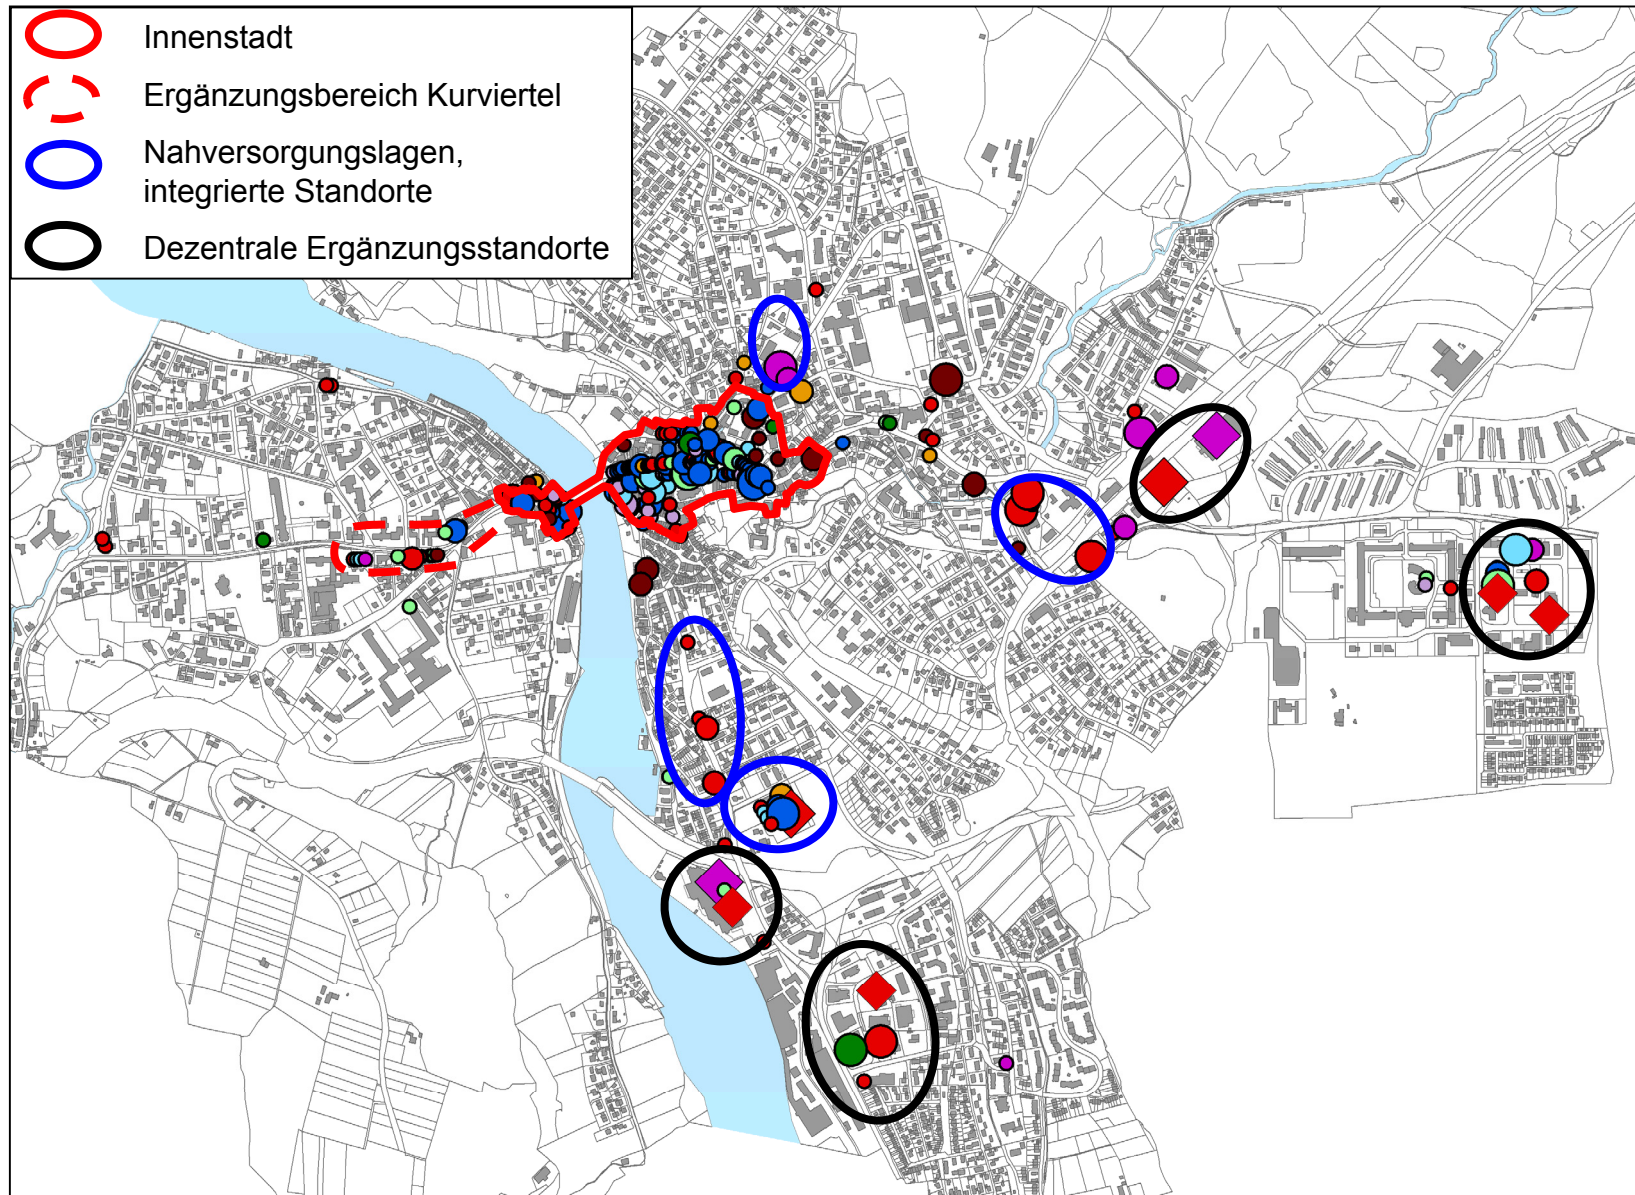 Innenstadt
Ergänzungsbereich Kurviertel
Nahversorgungslagen,
integrierte Standorte
Dezentrale Ergänzungsstandorte